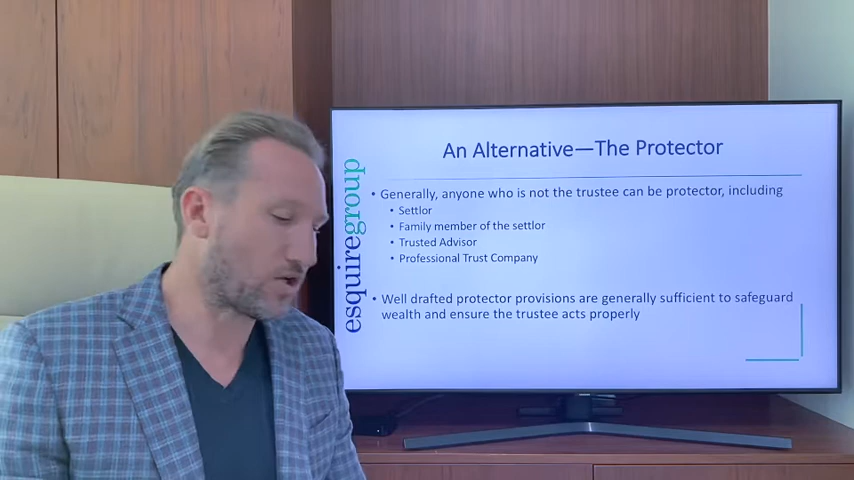 An Alternative—The Protector
• Generally, anyone who is not the trustee can be protector, including
• Settlor
• Family member of the settlor
• Trusted Advisor
• Professional Trust Company
• Well drafted protector provisions are generally sufficient to safeguard
wealth and ensure the trustee acts properly
esquiregroup